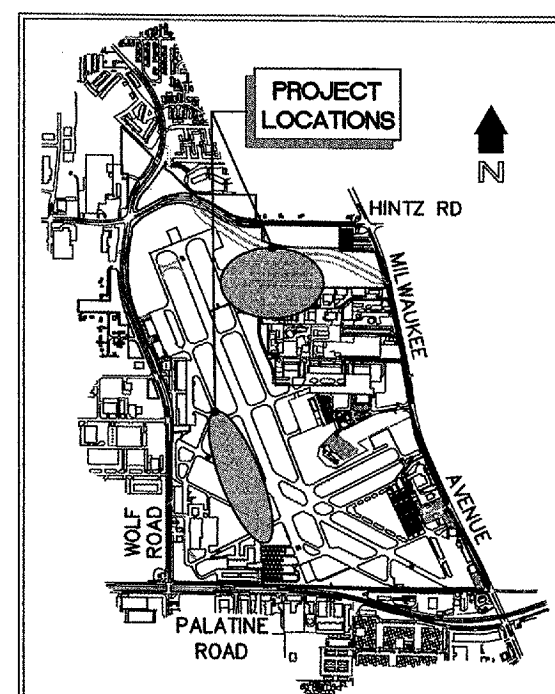 PROJECT
LOCATIONS
N
HINTZ RD
MILWAUKEE
AVENUE
WOLF
ROAD
PALATINE
ROAD